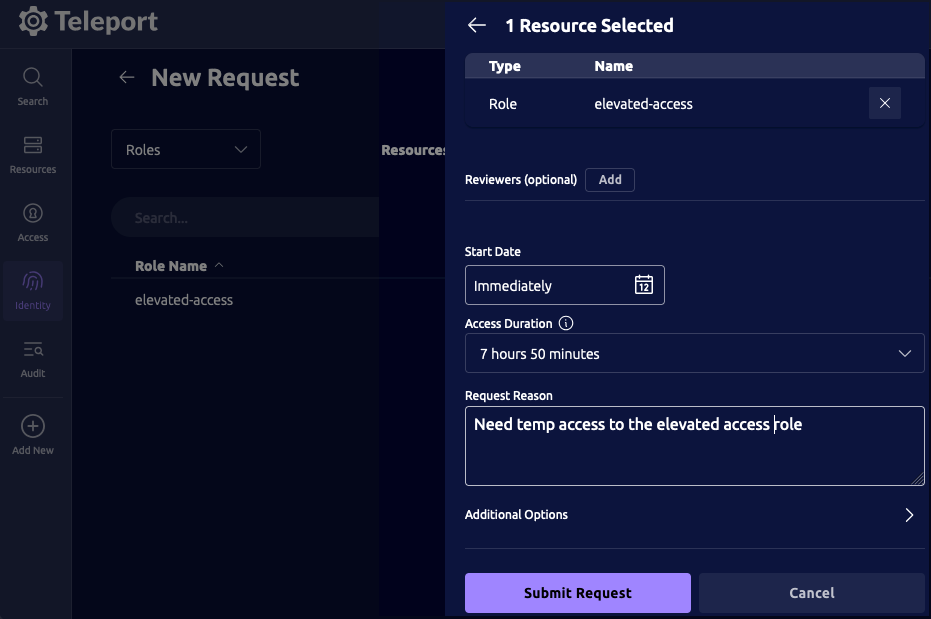 Teleport
Search
Resources
Access
Identity
Audit
Add New
New Request
Roles
Resources
Search...
Role Name
elevated-access
1 Resource Selected
Type Name
Role elevated-access
Reviewers (optional) Add
Start Date
Immediately 12
Access Duration
7 hours 50 minutes
Request Reason
Need temp access to the elevated access role
Additional Options
Submit Request Cancel